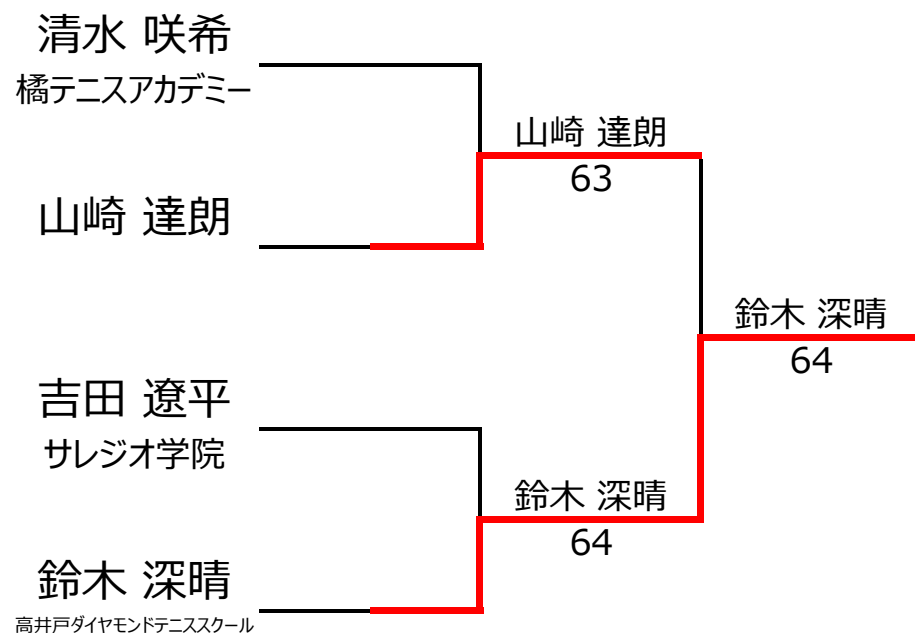 清水 咲希
橘テニスアカデミー
山崎 達朗
63
山崎 達朗
鈴木 深晴
64
吉田 遼平
サレジオ学院
鈴木 深晴
64
鈴木 深晴
高井戸ダイヤモンドテニススクール